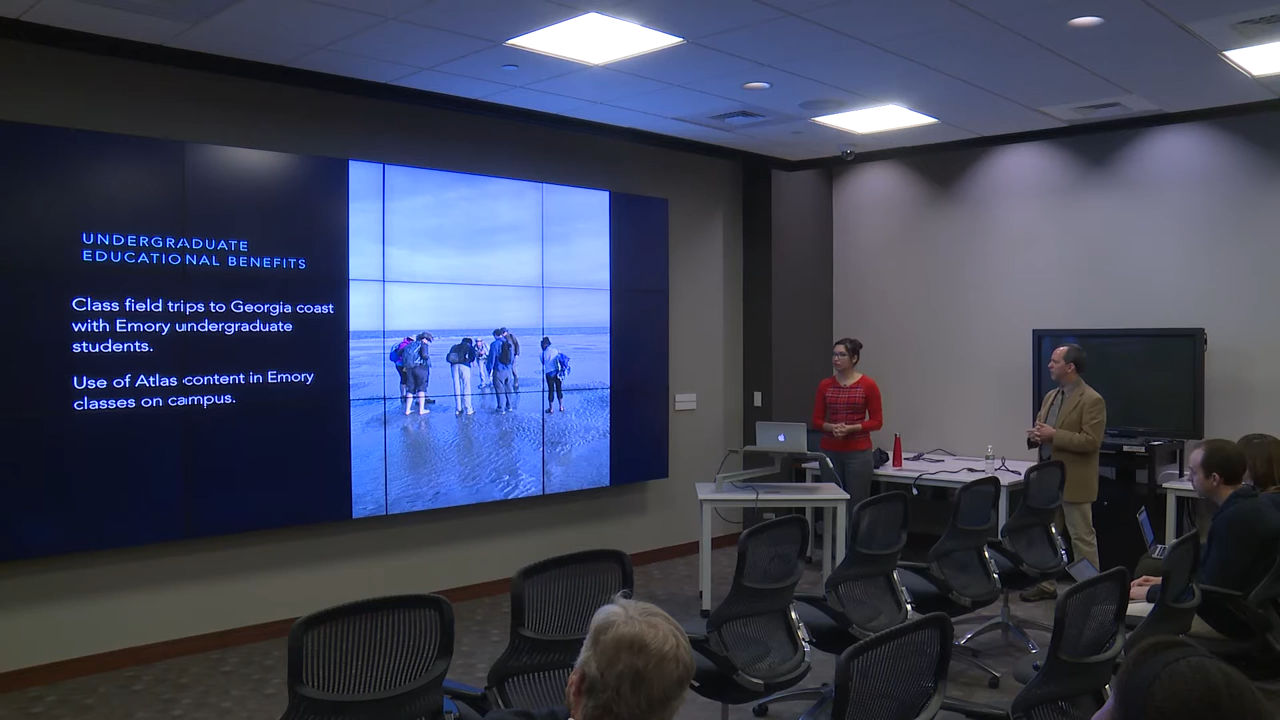 UNDERGRADUATE
EDUCATIONAL BENEFITS
Class field trips to Georgia coast
with Emory undergraduate
students.
Use of Atlas content in Emory
classes on campus.